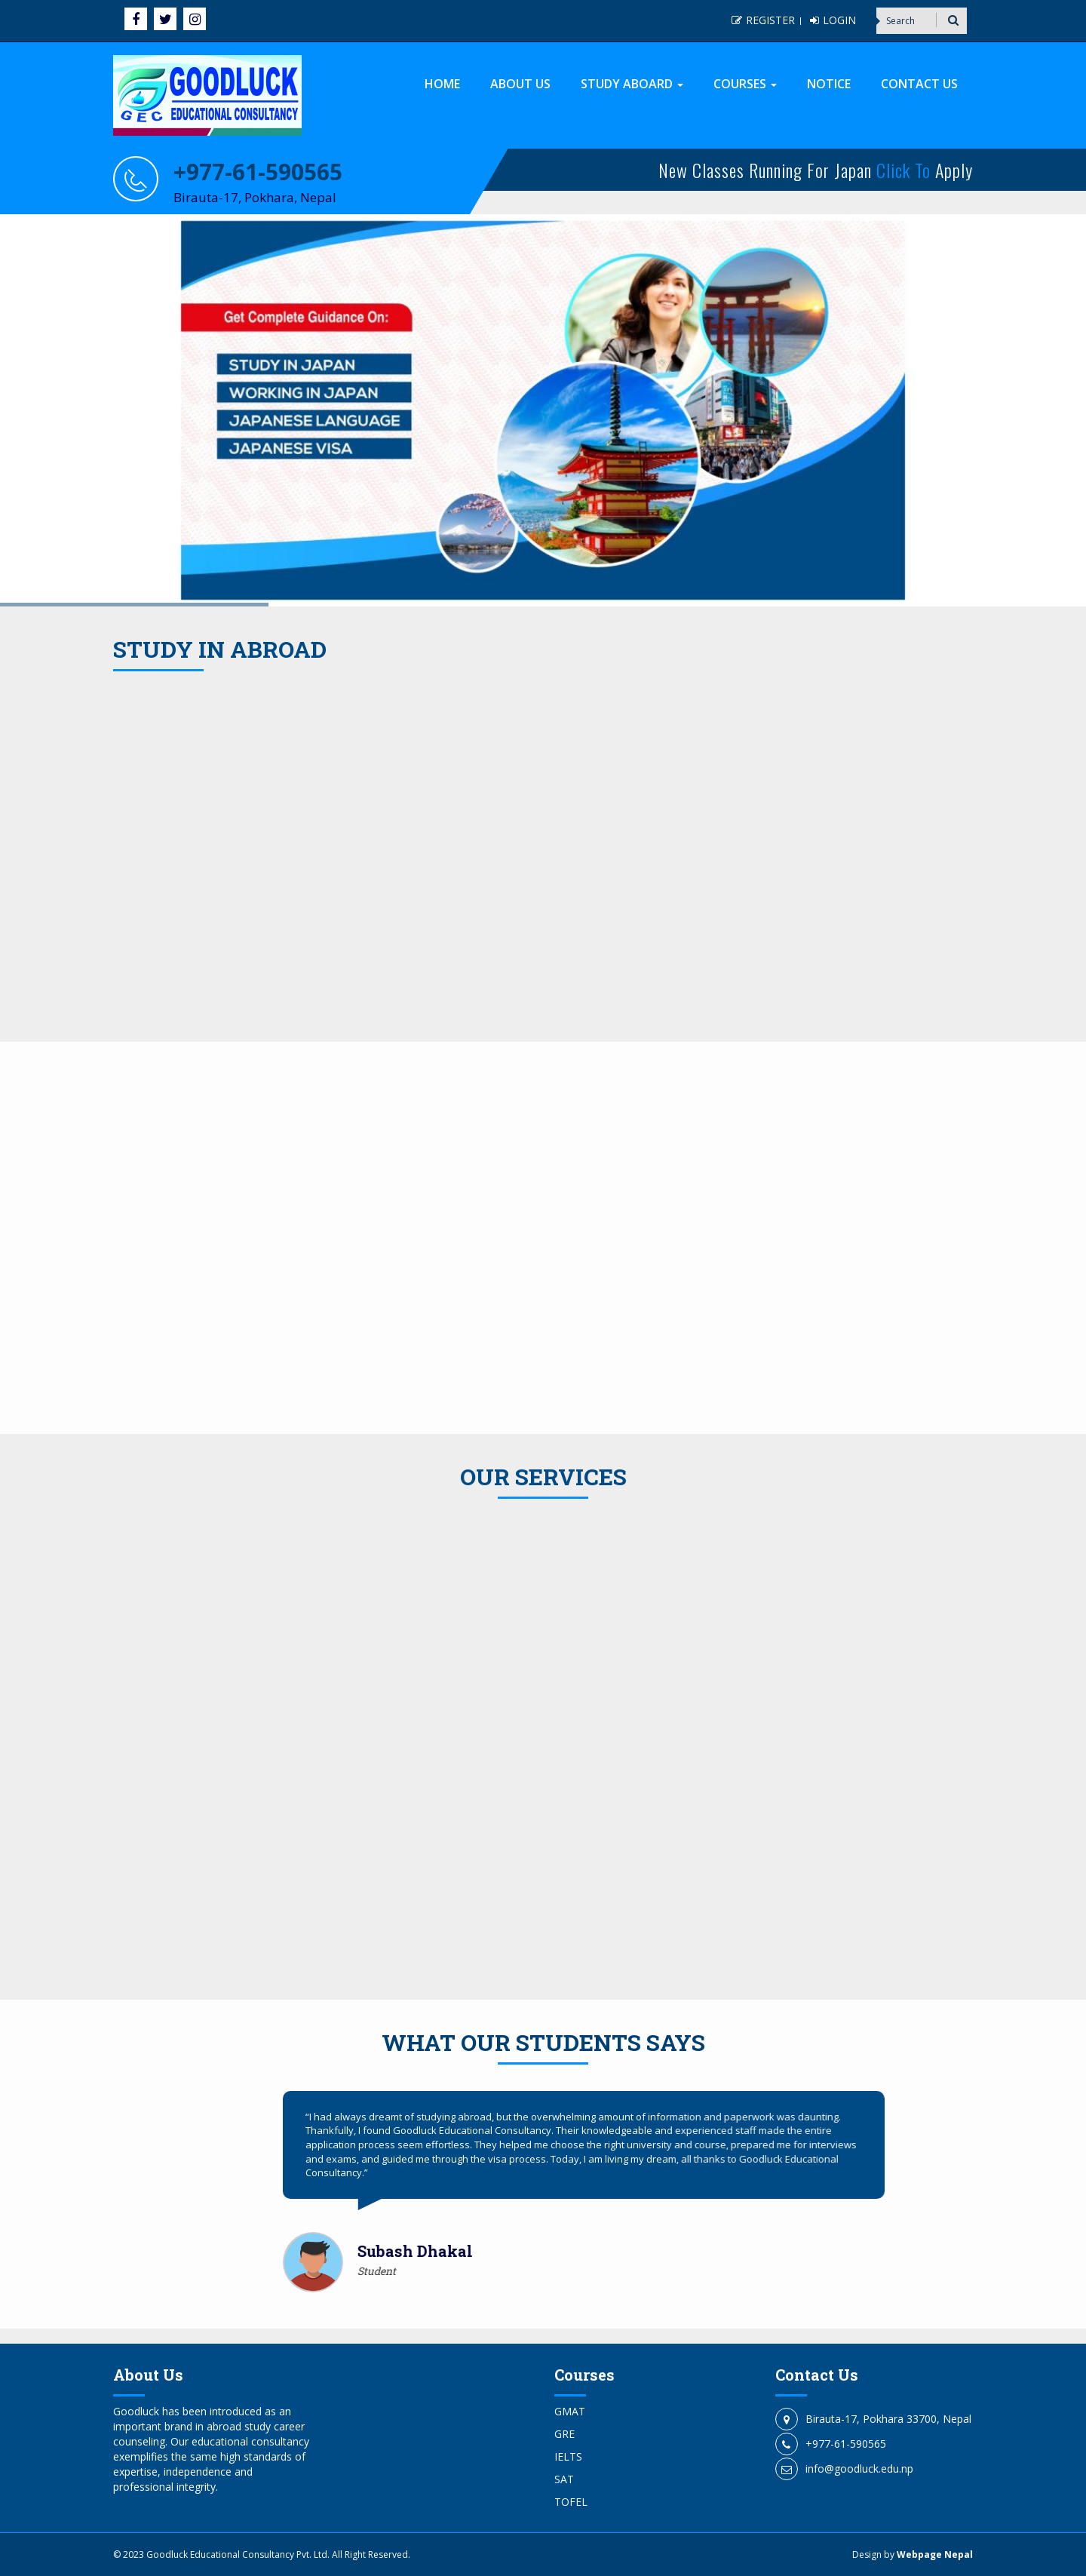 REGISTER | LOGIN
Search
GOODLUCK
EDUCATIONAL CONSULTANCY
GEC
HOME ABOUT US STUDY ABOARD COURSES NOTICE CONTACT US
+977-61-590565
Birauta-17, Pokhara, Nepal
New Classes Running For Japan Click To Apply
Get Complete Guidance On:
STUDY IN JAPAN
WORKING IN JAPAN
JAPANESE LANGUAGE
JAPANESE VISA
STUDY IN ABROAD
OUR SERVICES
WHAT OUR STUDENTS SAYS
“I had always dreamt of studying abroad, but the overwhelming amount of information and paperwork was daunting.
Thankfully, I found Goodluck Educational Consultancy. Their knowledgeable and experienced staff made the entire
application process seem effortless. They helped me choose the right university and course, prepared me for interviews
and exams, and guided me through the visa process. Today, I am living my dream, all thanks to Goodluck Educational
Consultancy.”
Subash Dhakal
Student
About Us
Goodluck has been introduced as an
important brand in abroad study career
counseling. Our educational consultancy
exemplifies the same high standards of
expertise, independence and
professional integrity.
Courses
GMAT
GRE
IELTS
SAT
TOFEL
Contact Us
Birauta-17, Pokhara 33700, Nepal
+977-61-590565
info@goodluck.edu.np
© 2023 Goodluck Educational Consultancy Pvt. Ltd. All Right Reserved.
Design by Webpage Nepal